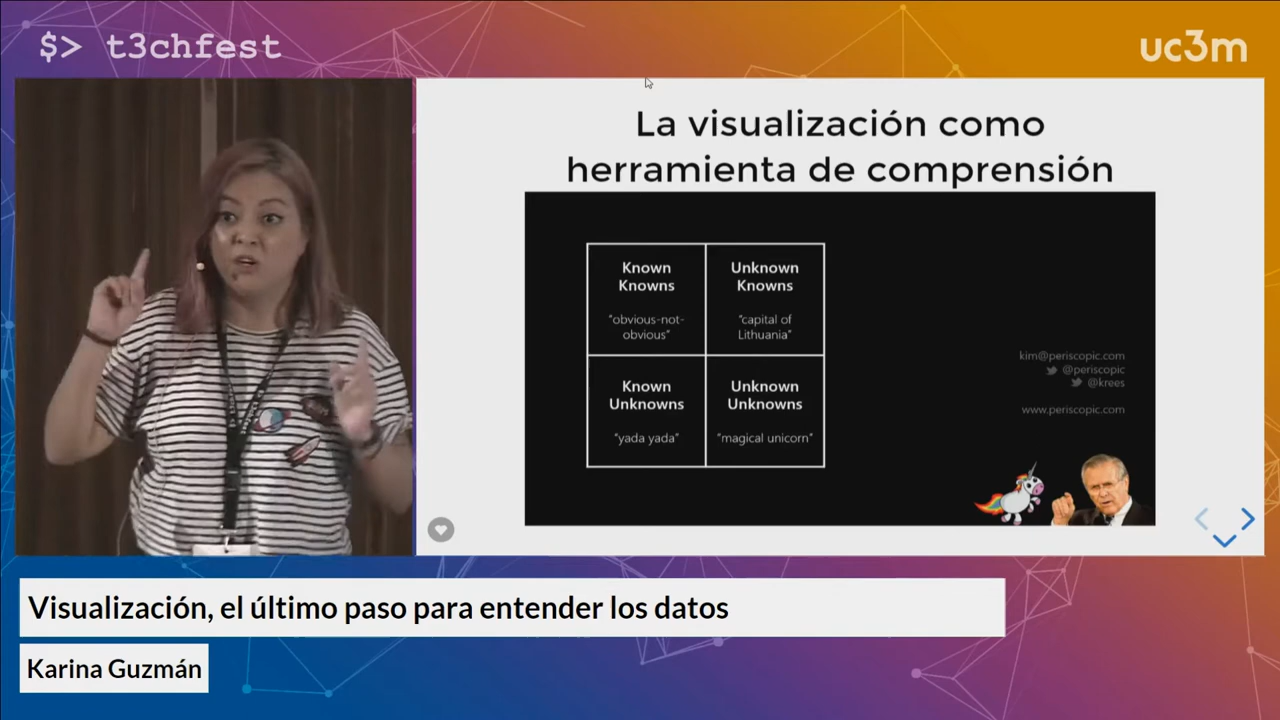 $> t3chfest
uc3m
La visualización como
herramienta de comprensión
Known
Knowns
"obvious-not-
obvious"
Unknown
Knowns
"capital of
Lithuania"
Known
Unknowns
"yada yada"
Unknown
Unknowns
"magical unicorn"
kim@periscopic.com
@periscopic
@krees
www.periscopic.com
Visualización, el último paso para entender los datos
Karina Guzmán